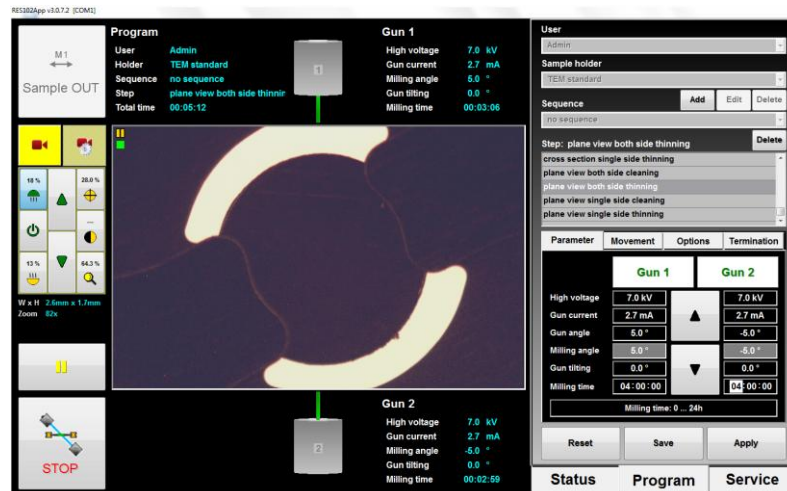 RES102App v3.0.7.2 [COM1]
M1
Sample OUT
Program
User Admin
Holder TEM standard
Sequence no sequence
Step plane view both side thinnin
Total time 00:05:12
1
Gun 1
High voltage 7.0 kV
Gun current 2.7 mA
Milling angle 5.0 °
Gun tilting 0.0 °
Milling time 00:03:06
18 %
28.0 %
---
13 %
64.3 %
W x H 2.6mm x 1.7mm
Zoom 82x
STOP
2
Gun 2
High voltage 7.0 kV
Gun current 2.7 mA
Milling angle -5.0 °
Gun tilting 0.0 °
Milling time 00:02:59
User
Admin
Sample holder
TEM standard
Sequence
Add Edit Delete
no sequence
Step: plane view both side thinning
Delete
cross section single side thinning
plane view both side cleaning
plane view both side thinning
plane view single side cleaning
plane view single side thinning
Parameter Movement Options Termination
Gun 1 Gun 2
High voltage 7.0 kV 7.0 kV
Gun current 2.7 mA 2.7 mA
Gun angle 5.0 ° -5.0 °
Milling angle 5.0 ° -5.0 °
Gun tilting 0.0 ° 0.0 °
Milling time 04:00:00 04:00:00
Milling time: 0 ... 24h
Reset Save Apply
Status Program Service